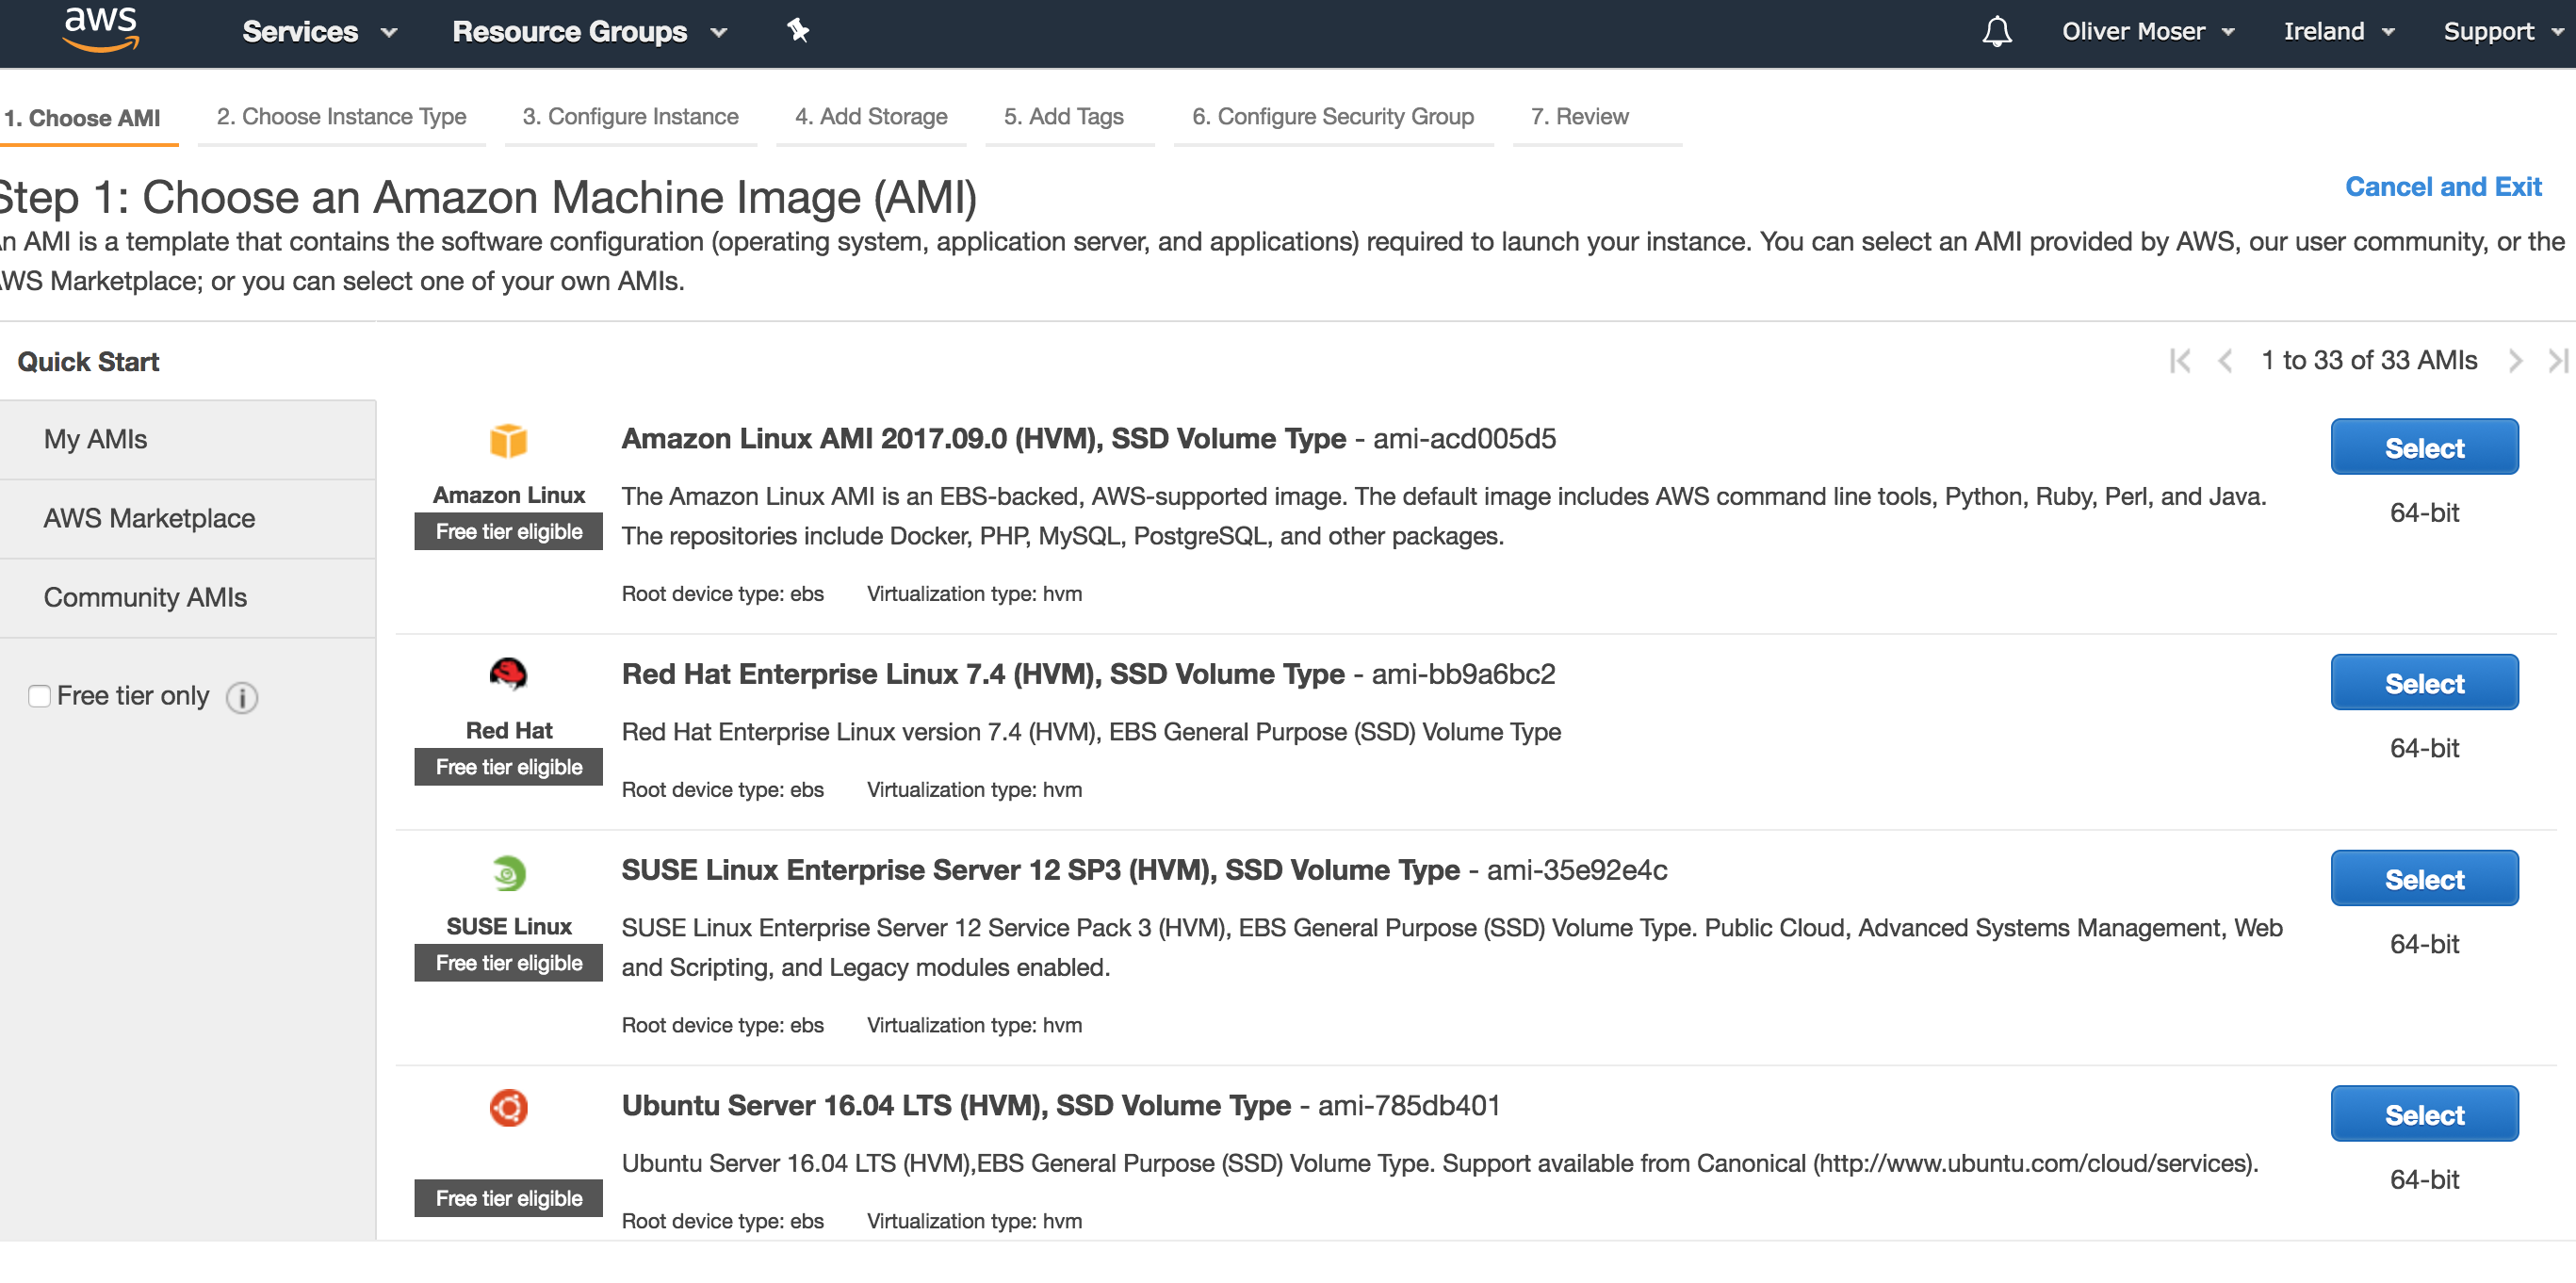 aws Services Resource Groups Oliver Moser Ireland Support
1. Choose AMI 2. Choose Instance Type 3. Configure Instance 4. Add Storage 5. Add Tags 6. Configure Security Group 7. Review
Step 1: Choose an Amazon Machine Image (AMI)
Cancel and Exit
n AMI is a template that contains the software configuration (operating system, application server, and applications) required to launch your instance. You can select an AMI provided by AWS, our user community, or the
WS Marketplace; or you can select one of your own AMIs.
Quick Start
1 to 33 of 33 AMIs
My AMIs
AWS Marketplace
Community AMIs
Free tier only
Amazon Linux
Free tier eligible
Amazon Linux AMI 2017.09.0 (HVM), SSD Volume Type - ami-acd005d5
The Amazon Linux AMI is an EBS-backed, AWS-supported image. The default image includes AWS command line tools, Python, Ruby, Perl, and Java.
The repositories include Docker, PHP, MySQL, PostgreSQL, and other packages.
Root device type: ebs Virtualization type: hvm
Select
64-bit
Red Hat
Free tier eligible
Red Hat Enterprise Linux 7.4 (HVM), SSD Volume Type - ami-bb9a6bc2
Red Hat Enterprise Linux version 7.4 (HVM), EBS General Purpose (SSD) Volume Type
Root device type: ebs Virtualization type: hvm
Select
64-bit
SUSE Linux
Free tier eligible
SUSE Linux Enterprise Server 12 SP3 (HVM), SSD Volume Type - ami-35e92e4c
SUSE Linux Enterprise Server 12 Service Pack 3 (HVM), EBS General Purpose (SSD) Volume Type. Public Cloud, Advanced Systems Management, Web
and Scripting, and Legacy modules enabled.
Root device type: ebs Virtualization type: hvm
Select
64-bit
Free tier eligible
Ubuntu Server 16.04 LTS (HVM), SSD Volume Type - ami-785db401
Ubuntu Server 16.04 LTS (HVM),EBS General Purpose (SSD) Volume Type. Support available from Canonical (http://www.ubuntu.com/cloud/services).
Root device type: ebs Virtualization type: hvm
Select
64-bit